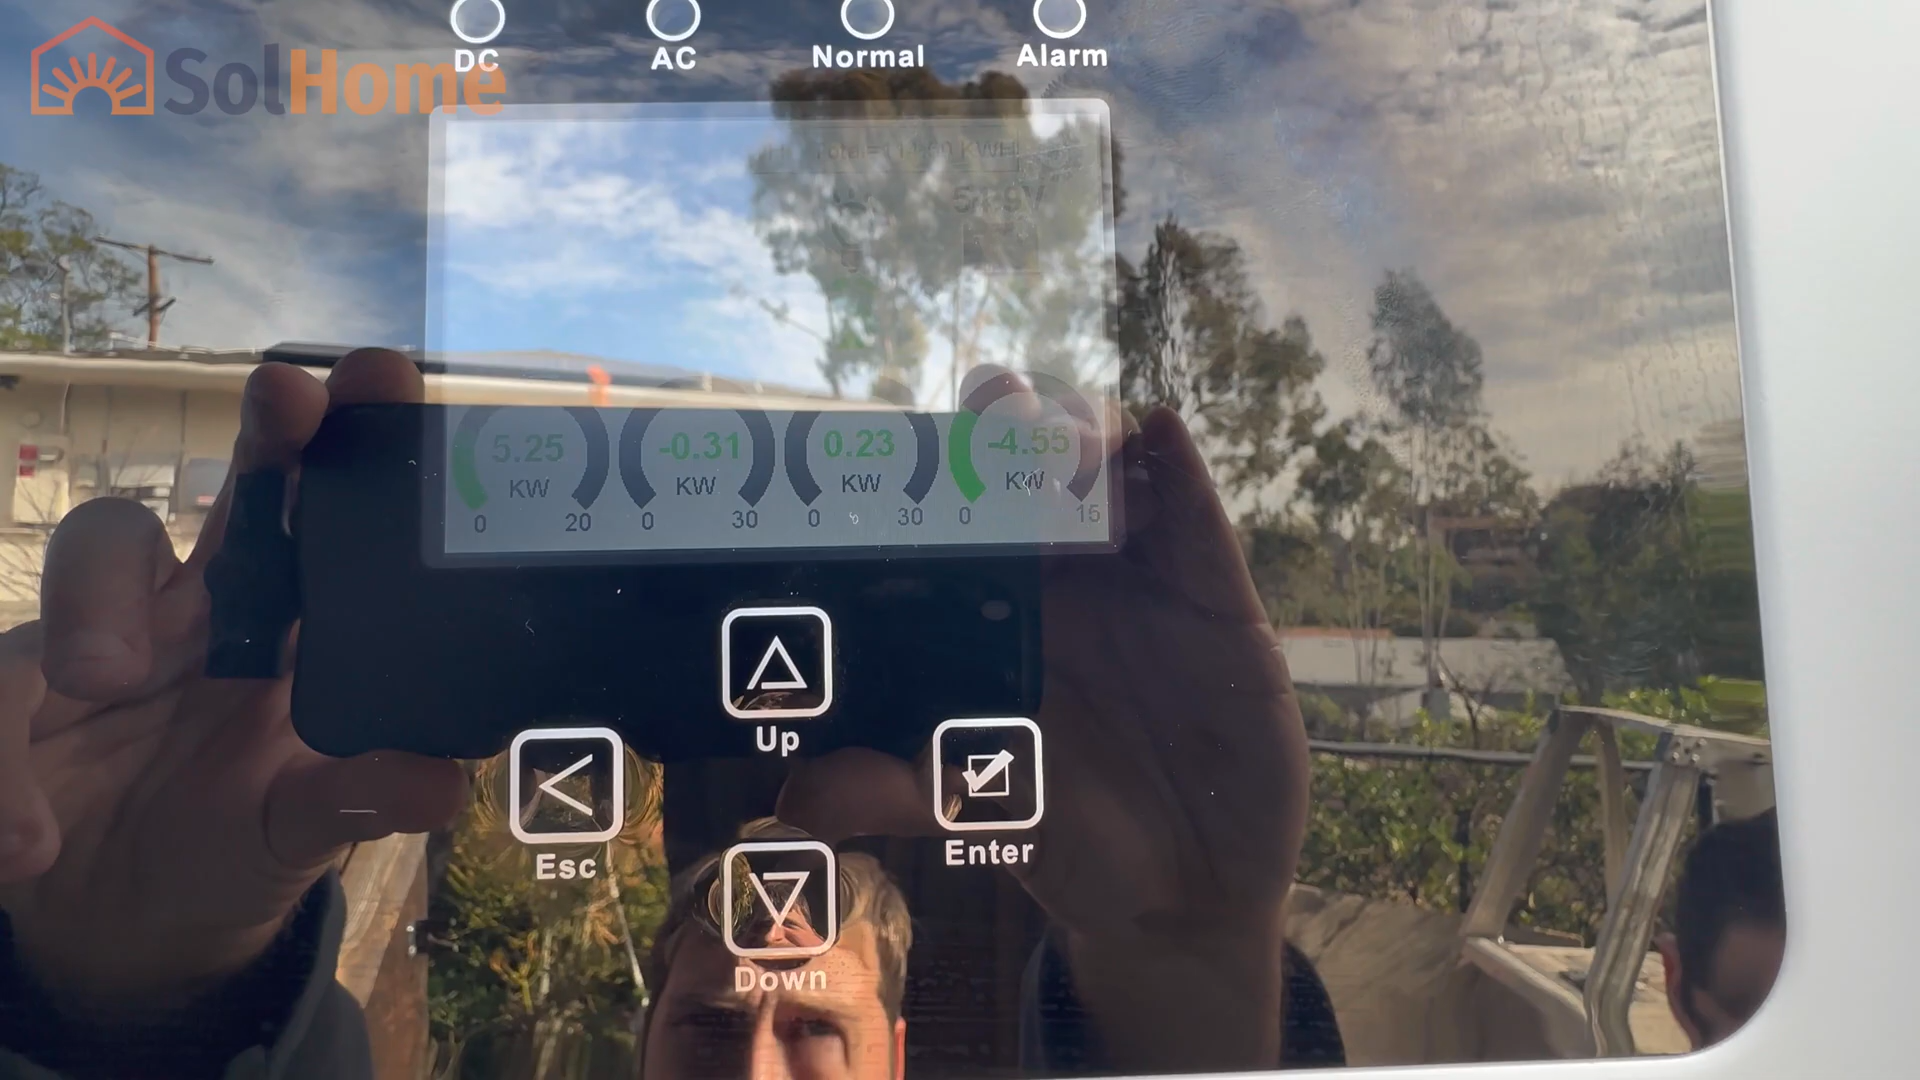 SolHome
DC AC Normal Alarm
KWH
5.25 -0.31 0.23 -4.55
KW KW KW KW
0 20 0 30 0 30 0 15
Up
Esc
Enter
Down